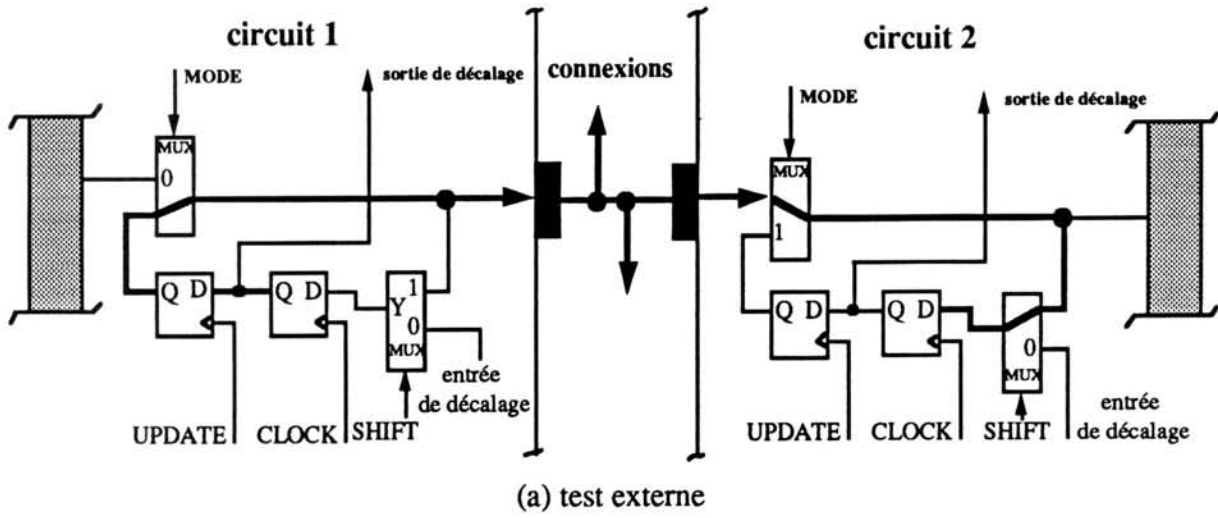 circuit 1
MODE
sortie de décalage
MUX
0
Q D
Q D
1
Y
0
MUX
entrée
de décalage
UPDATE
CLOCK
SHIFT
connexions
circuit 2
MODE
sortie de décalage
MUX
1
Q D
Q D
0
MUX
entrée
de décalage
UPDATE
CLOCK
SHIFT
(a) test externe